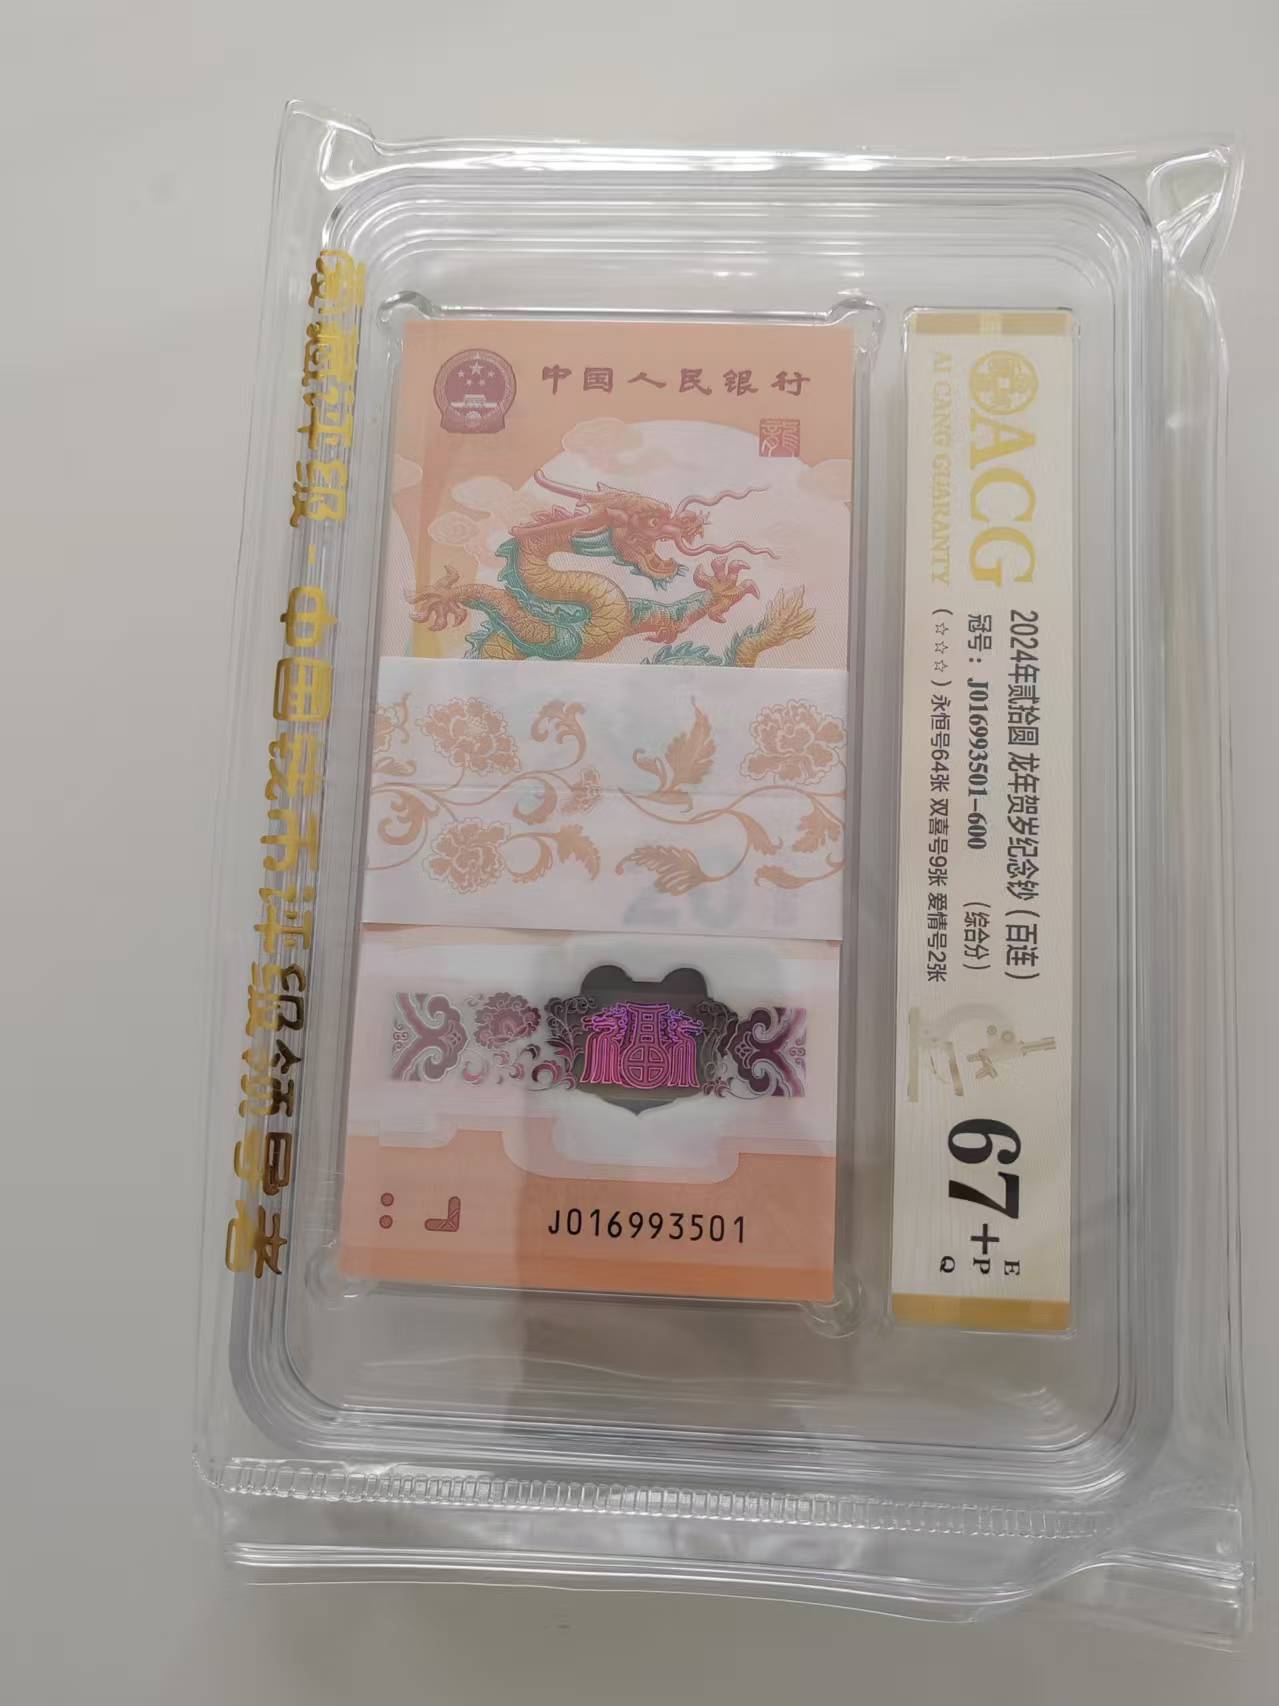 爱藏评级-中国钱币评级领导者
中国人民银行
龍
J016993501
ACG
AI CANG GUARANTY
2024年贰拾圆 龙年贺岁纪念钞(百连)
冠号：J016993501-600 (综合分)
(☆☆☆) 永恒号64张 双喜号9张 爱情号2张
67+
E
P
Q